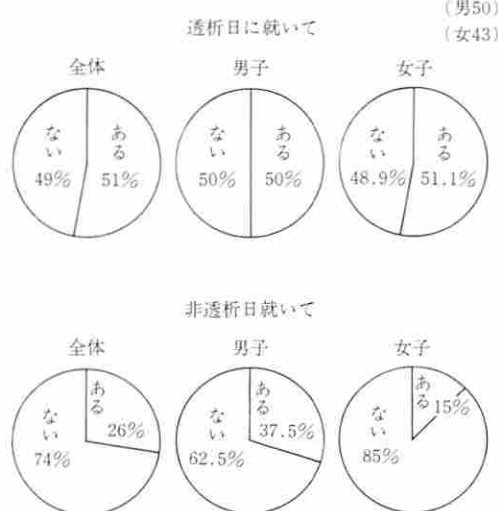 (男50)
(女43)
透析日に就いて
全体 男子 女子
ない 49% ある 51%
ない 50% ある 50%
ない 48.9% ある 51.1%
非透析日就いて
全体 男子 女子
ない 74% ある 26%
ない 62.5% ある 37.5%
ない 85% ある 15%